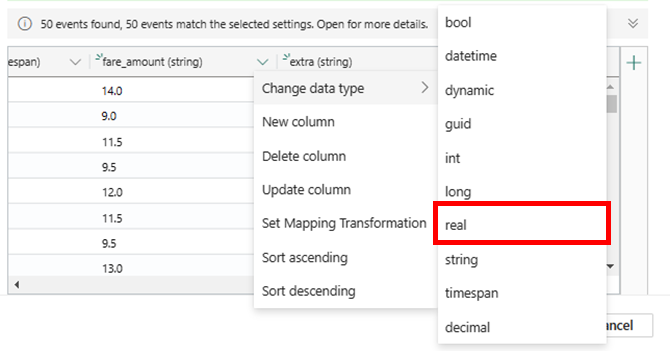 50 events found, 50 events match the selected settings. Open for more details.
espan)
fare_amount (string)
extra (string)
14.0
9.0
11.5
9.5
12.0
11.5
9.5
13.0
Change data type
New column
Delete column
Update column
Set Mapping Transformation
Sort ascending
Sort descending
bool
datetime
dynamic
guid
int
long
real
string
timespan
decimal
ancel